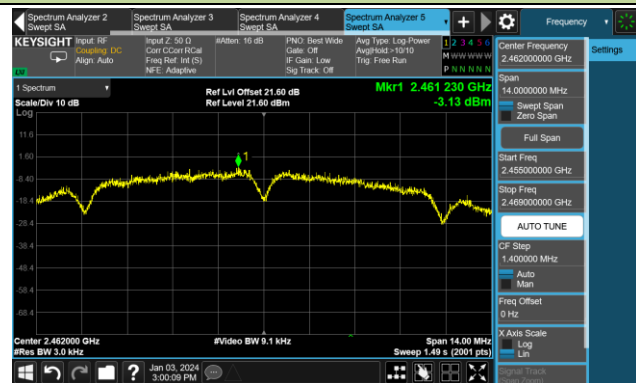 Spectrum Analyzer 2
Swept SA
Spectrum Analyzer 3
Swept SA
Spectrum Analyzer 4
Swept SA
Spectrum Analyzer 5
Swept SA
Frequency
KEYSIGHT
Input: RF
Coupling: DC
Align: Auto
Input Z: 50 Ω
Corr CCorr RCal
Freq Ref: Int (S)
NFE: Adaptive
#Atten: 16 dB
PNO: Best Wide
Gate: Off
IF Gain: Low
Sig Track: Off
Avg Type: Log-Power
Avg|Hold:>10/10
Trig: Free Run
1 2 3 4 5 6
M W W W W W
P N N N N N
1 Spectrum
Scale/Div 10 dB
Log
Ref Lvl Offset 21.60 dB
Ref Level 21.60 dBm
Mkr1 2.461 230 GHz
-3.13 dBm
11.6
1.60
-8.40
-18.4
-28.4
-38.4
-48.4
-58.4
-68.4
1
Center 2.462000 GHz
#Res BW 3.0 kHz
#Video BW 9.1 kHz
Span 14.00 MHz
Sweep 1.49 s (2001 pts)
Center Frequency
2.462000000 GHz
Settings
Span
14.0000000 MHz
Swept Span
Zero Span
Full Span
Start Freq
2.455000000 GHz
Stop Freq
2.469000000 GHz
AUTO TUNE
CF Step
1.400000 MHz
Auto
Man
Freq Offset
0 Hz
X Axis Scale
Log
Lin
Signal Track
(Span Zoom)
Jan 03, 2024
3:00:09 PM